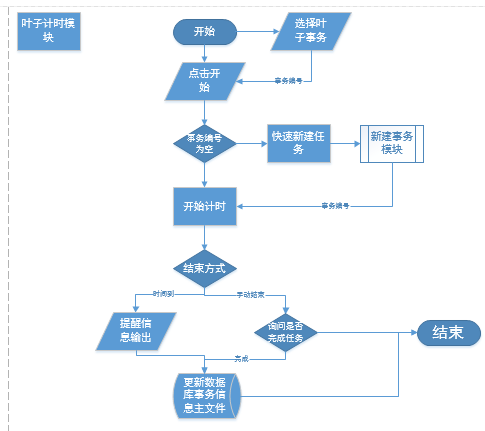 叶子计时模
块
开始
选择叶
子事务
点击开
始
事务编号
事务编号
为空
快速新建任
务
新建事务
模块
开始计时
事务编号
结束方式
时间到
手动结束
提醒信
息输出
询问是否
完成任务
结束
完成
更新数据
库事务信
息主文件